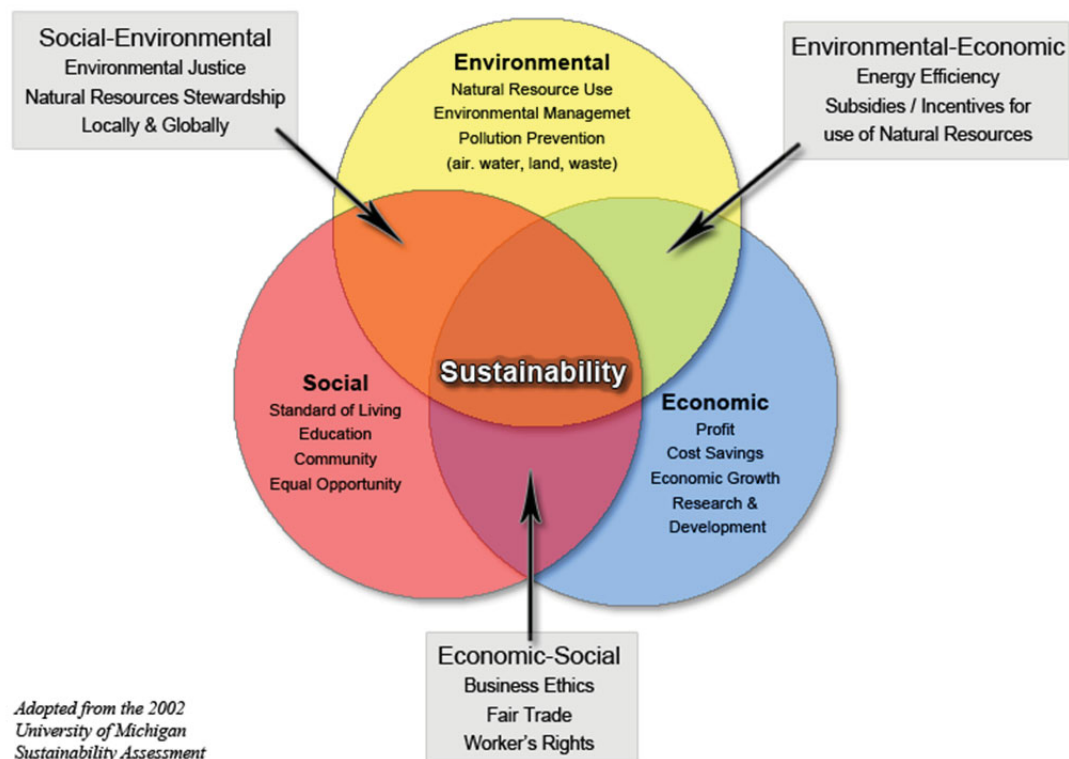 Social-Environmental
Environmental Justice
Natural Resources Stewardship
Locally & Globally
Environmental
Natural Resource Use
Environmental Managemet
Pollution Prevention
(air. water, land, waste)
Environmental-Economic
Energy Efficiency
Subsidies / Incentives for
use of Natural Resources
Sustainability
Social
Standard of Living
Education
Community
Equal Opportunity
Economic
Profit
Cost Savings
Economic Growth
Research &
Development
Economic-Social
Business Ethics
Fair Trade
Worker's Rights
Adopted from the 2002
University of Michigan
Sustainability Assessment